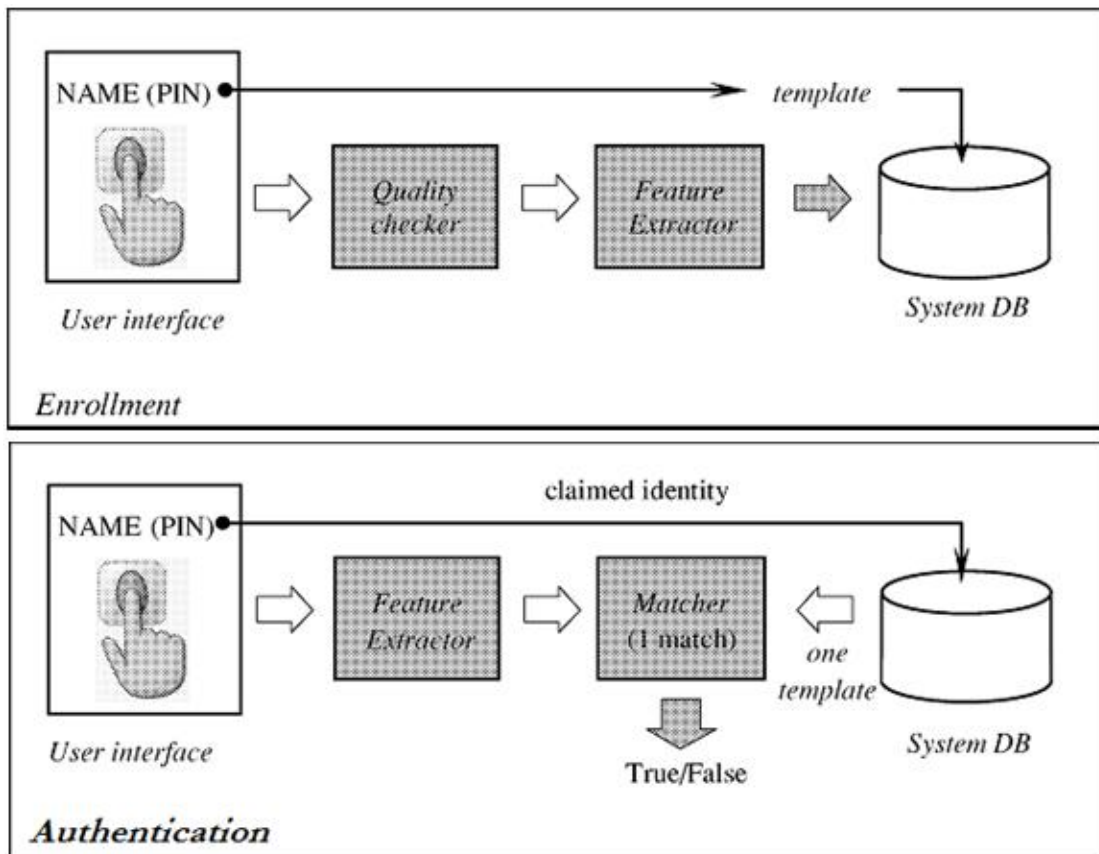 NAME (PIN)
template
Quality
checker
Feature
Extractor
User interface
System DB
Enrollment
claimed identity
NAME (PIN)
Feature
Extractor
Matcher
(1 match)
one
template
User interface
System DB
True/False
Authentication